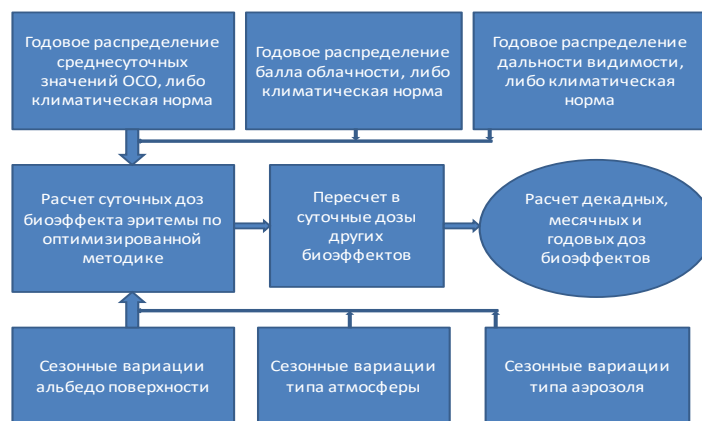 Годовое распределение
среднесуточных
значений ОСО, либо
климатическая норма
Годовое распределение
балла облачности, либо
климатическая норма
Годовое распределение
дальности видимости,
либо климатическая
норма
Расчет суточных доз
биоэффекта эритемы по
оптимизированной
методике
Пересчет в
суточные дозы
других
биоэффектов
Расчет декадных,
месячных и
годовых доз
биоэффектов
Сезонные вариации
альбедо поверхности
Сезонные вариации
типа атмосферы
Сезонные вариации
типа аэрозоля